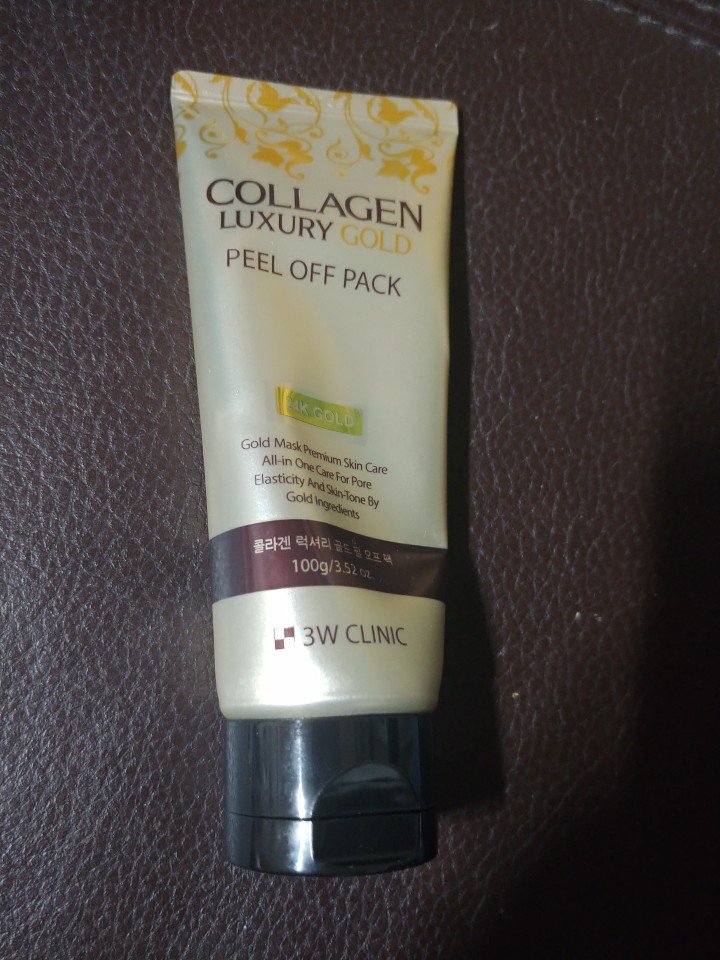 COLLAGEN
LUXURY GOLD
PEEL OFF PACK
24K GOLD
Gold Mask Premium Skin Care
All-in One Care For Pore
Elasticity And Skin-Tone By
Gold Ingredients
콜라겐 럭셔리 골드 필 오프 팩
100g/3.52 oz.
3W CLINIC